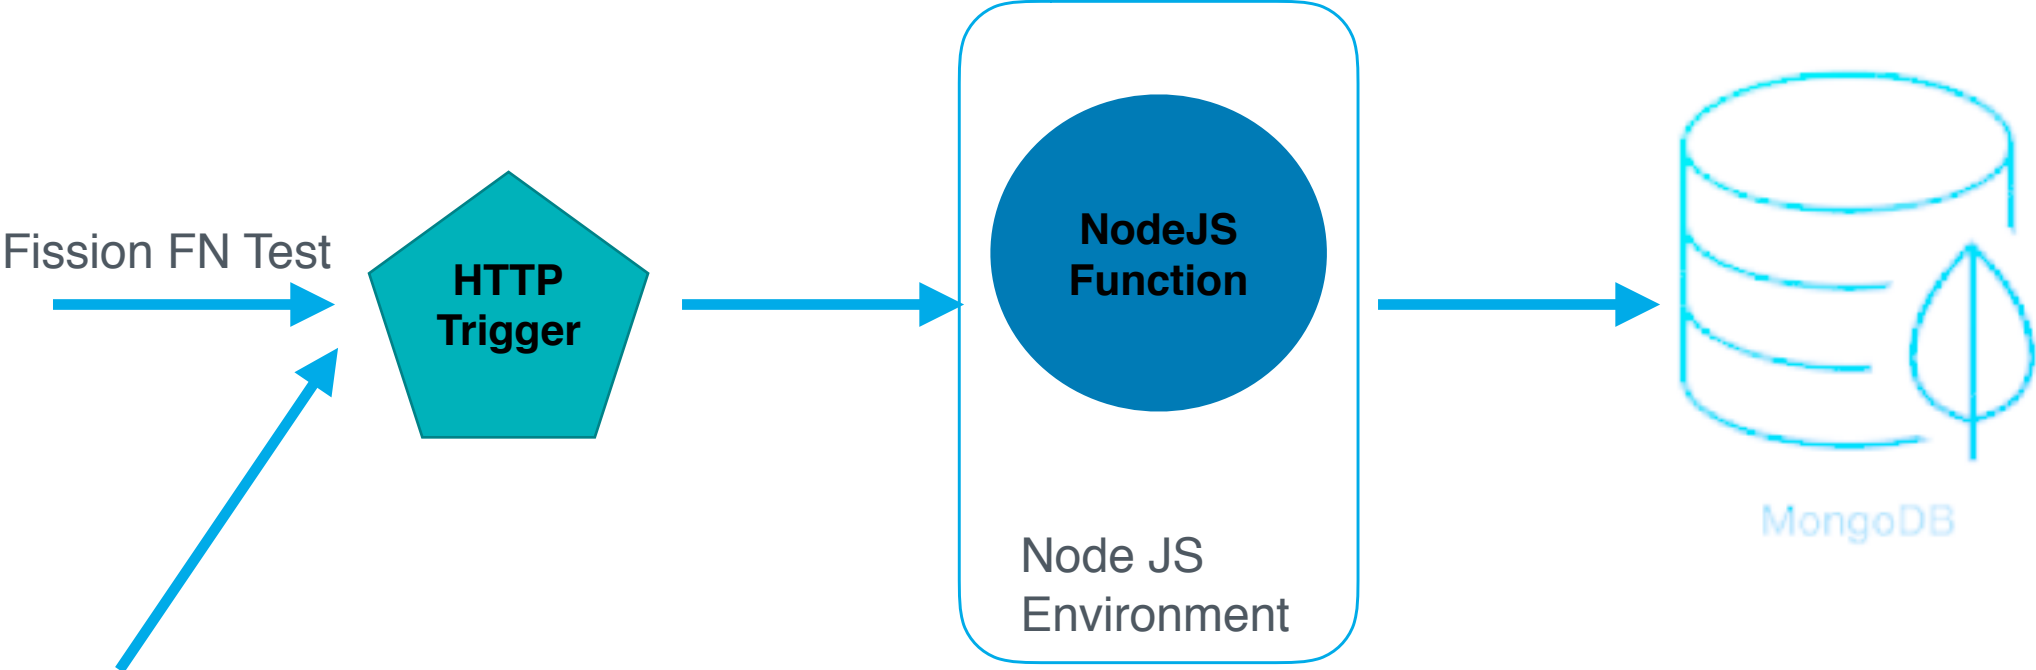 Fission FN Test
HTTP
Trigger
NodeJS
Function
Node JS
Environment
MongoDB